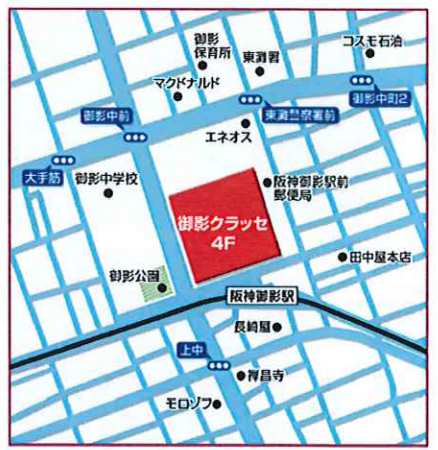 御影
保育所
東灘署
コスモ石油
マクドナルド
御影中町2
御影中前
東灘警察署前
エネオス
大手筋
御影中学校
阪神御影駅前
郵便局
御影クラッセ
4F
田中屋本店
御影公園
阪神御影駅
長崎屋
上中
禅昌寺
モロゾフ